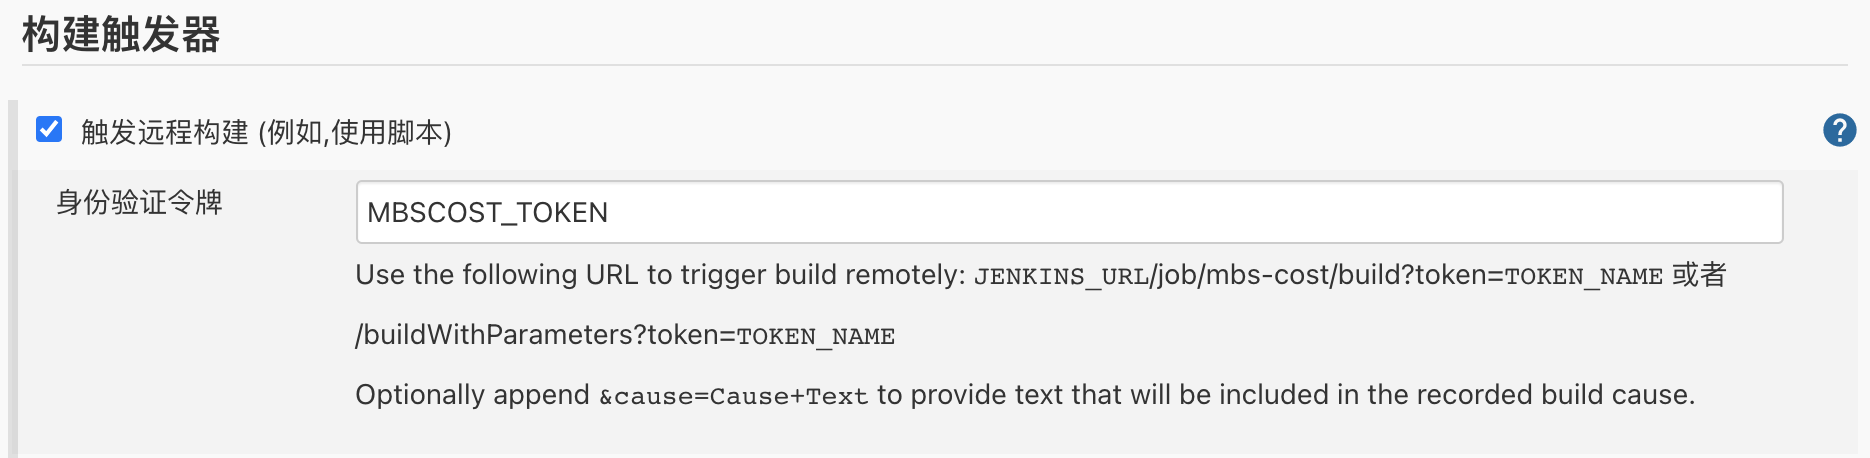 构建触发器
触发远程构建 (例如,使用脚本)
?
身份验证令牌
MBSCOST_TOKEN
Use the following URL to trigger build remotely: JENKINS_URL/job/mbs-cost/build?token=TOKEN_NAME 或者
/buildWithParameters?token=TOKEN_NAME
Optionally append &cause=Cause+Text to provide text that will be included in the recorded build cause.